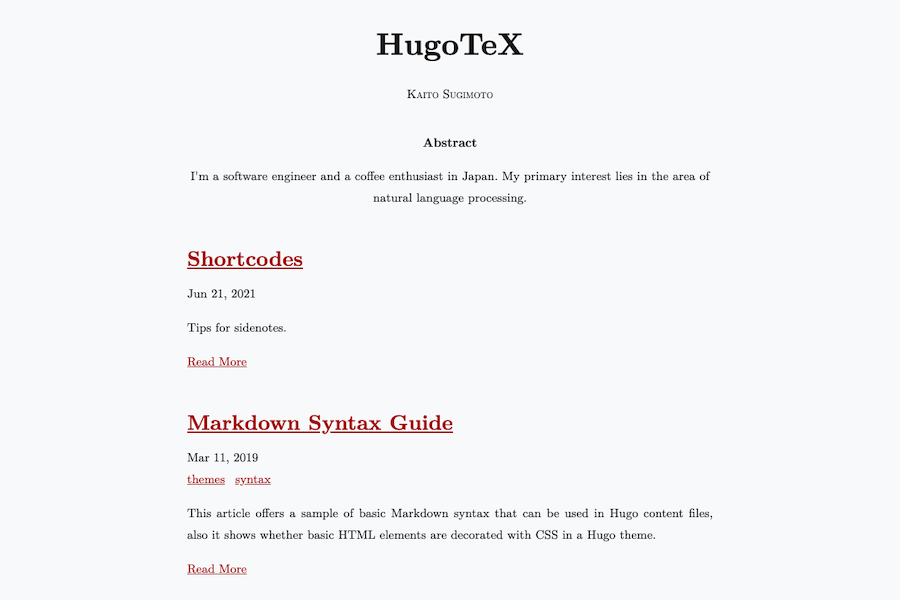 HugoTeX
Kaito Sugimoto
Abstract
I'm a software engineer and a coffee enthusiast in Japan. My primary interest lies in the area of
natural language processing.
Shortcodes
Jun 21, 2021
Tips for sidenotes.
Read More
Markdown Syntax Guide
Mar 11, 2019
themes syntax
This article offers a sample of basic Markdown syntax that can be used in Hugo content files,
also it shows whether basic HTML elements are decorated with CSS in a Hugo theme.
Read More